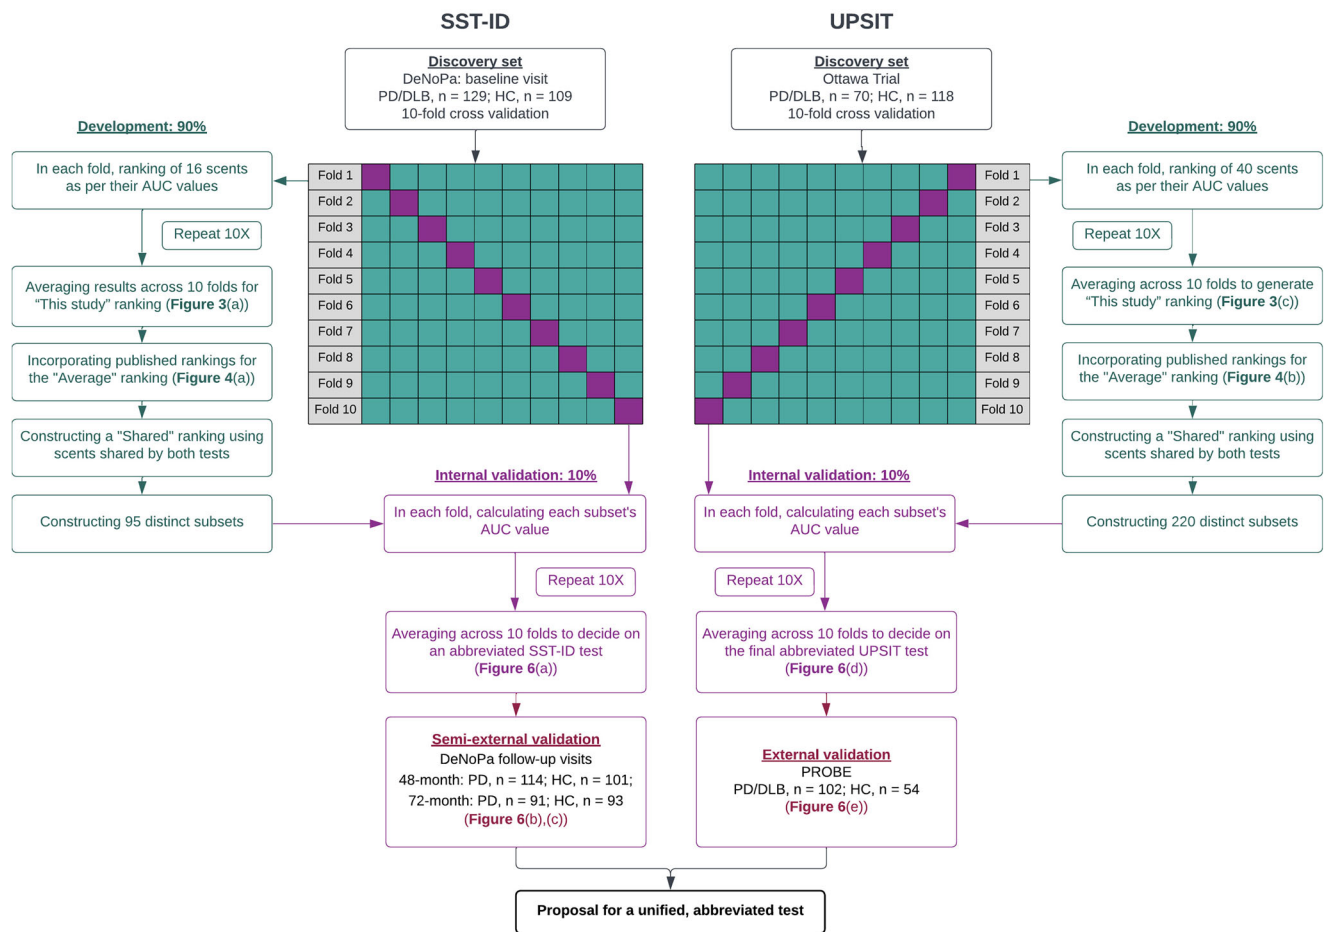 SST-ID
Discovery set
DeNoPa: baseline visit
PD/DLB, n = 129; HC, n = 109
10-fold cross validation
Development: 90%
In each fold, ranking of 16 scents
as per their AUC values
Repeat 10X
Averaging results across 10 folds for
“This study” ranking (Figure 3(a))
Incorporating published rankings for
the "Average" ranking (Figure 4(a))
Constructing a "Shared" ranking using
scents shared by both tests
Constructing 95 distinct subsets
Fold 1
Fold 2
Fold 3
Fold 4
Fold 5
Fold 6
Fold 7
Fold 8
Fold 9
Fold 10
Internal validation: 10%
In each fold, calculating each subset's
AUC value
Repeat 10X
Averaging across 10 folds to decide on
an abbreviated SST-ID test
(Figure 6(a))
Semi-external validation
DeNoPa follow-up visits
48-month: PD, n = 114; HC, n = 101;
72-month: PD, n = 91; HC, n = 93
(Figure 6(b),(c))
UPSIT
Discovery set
Ottawa Trial
PD/DLB, n = 70; HC, n = 118
10-fold cross validation
Fold 1
Fold 2
Fold 3
Fold 4
Fold 5
Fold 6
Fold 7
Fold 8
Fold 9
Fold 10
Development: 90%
In each fold, ranking of 40 scents
as per their AUC values
Repeat 10X
Averaging across 10 folds to generate
“This study” ranking (Figure 3(c))
Incorporating published rankings for
the "Average" ranking (Figure 4(b))
Constructing a "Shared" ranking using
scents shared by both tests
Constructing 220 distinct subsets
Internal validation: 10%
In each fold, calculating each subset's
AUC value
Repeat 10X
Averaging across 10 folds to decide on
the final abbreviated UPSIT test
(Figure 6(d))
External validation
PROBE
PD/DLB, n = 102; HC, n = 54
(Figure 6(e))
Proposal for a unified, abbreviated test